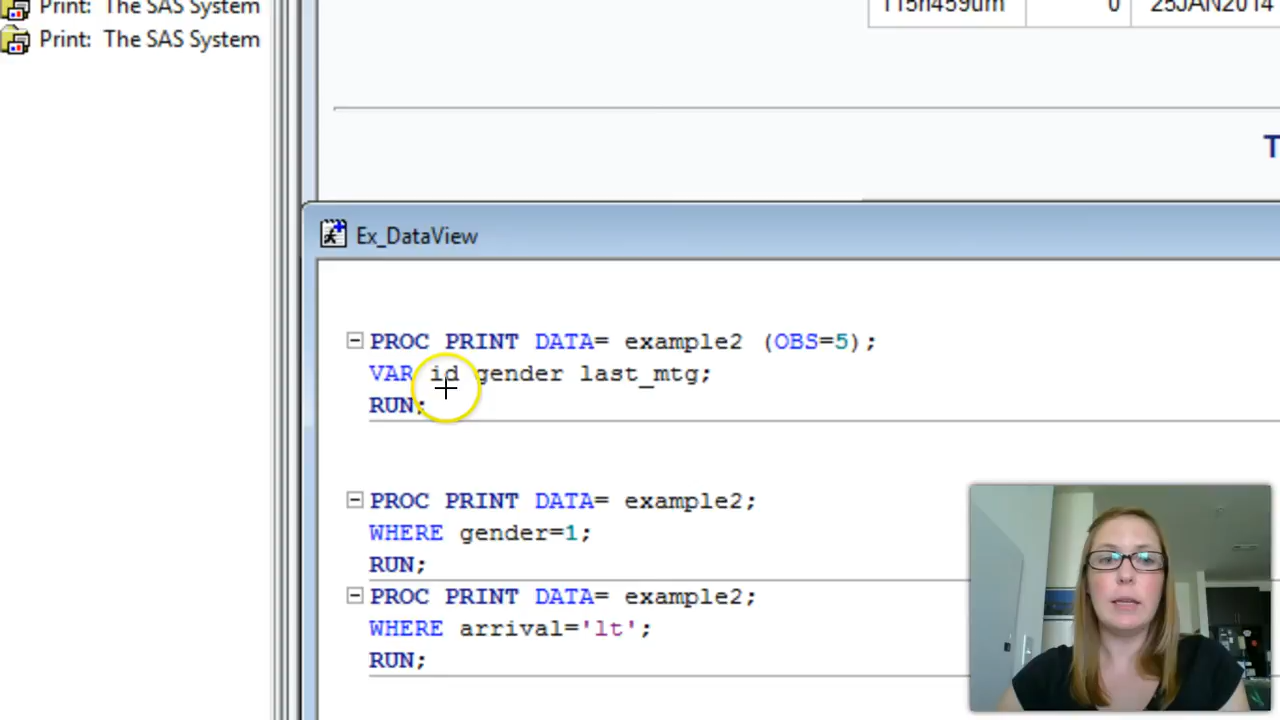 Print: The SAS System
Print: The SAS System
115h459um 0 25JAN2014
T
Ex_DataView
PROC PRINT DATA= example2 (OBS=5);
VAR id gender last_mtg;
RUN;
PROC PRINT DATA= example2;
WHERE gender=1;
RUN;
PROC PRINT DATA= example2;
WHERE arrival='lt';
RUN;